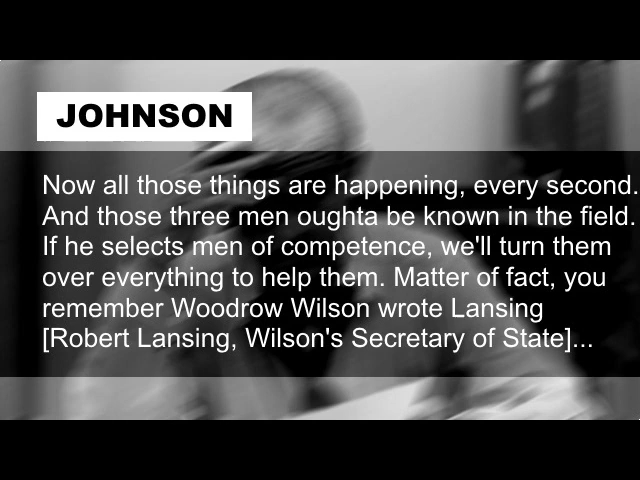 JOHNSON
Now all those things are happening, every second.
And those three men oughta be known in the field.
If he selects men of competence, we'll turn them
over everything to help them. Matter of fact, you
remember Woodrow Wilson wrote Lansing
[Robert Lansing, Wilson's Secretary of State]...